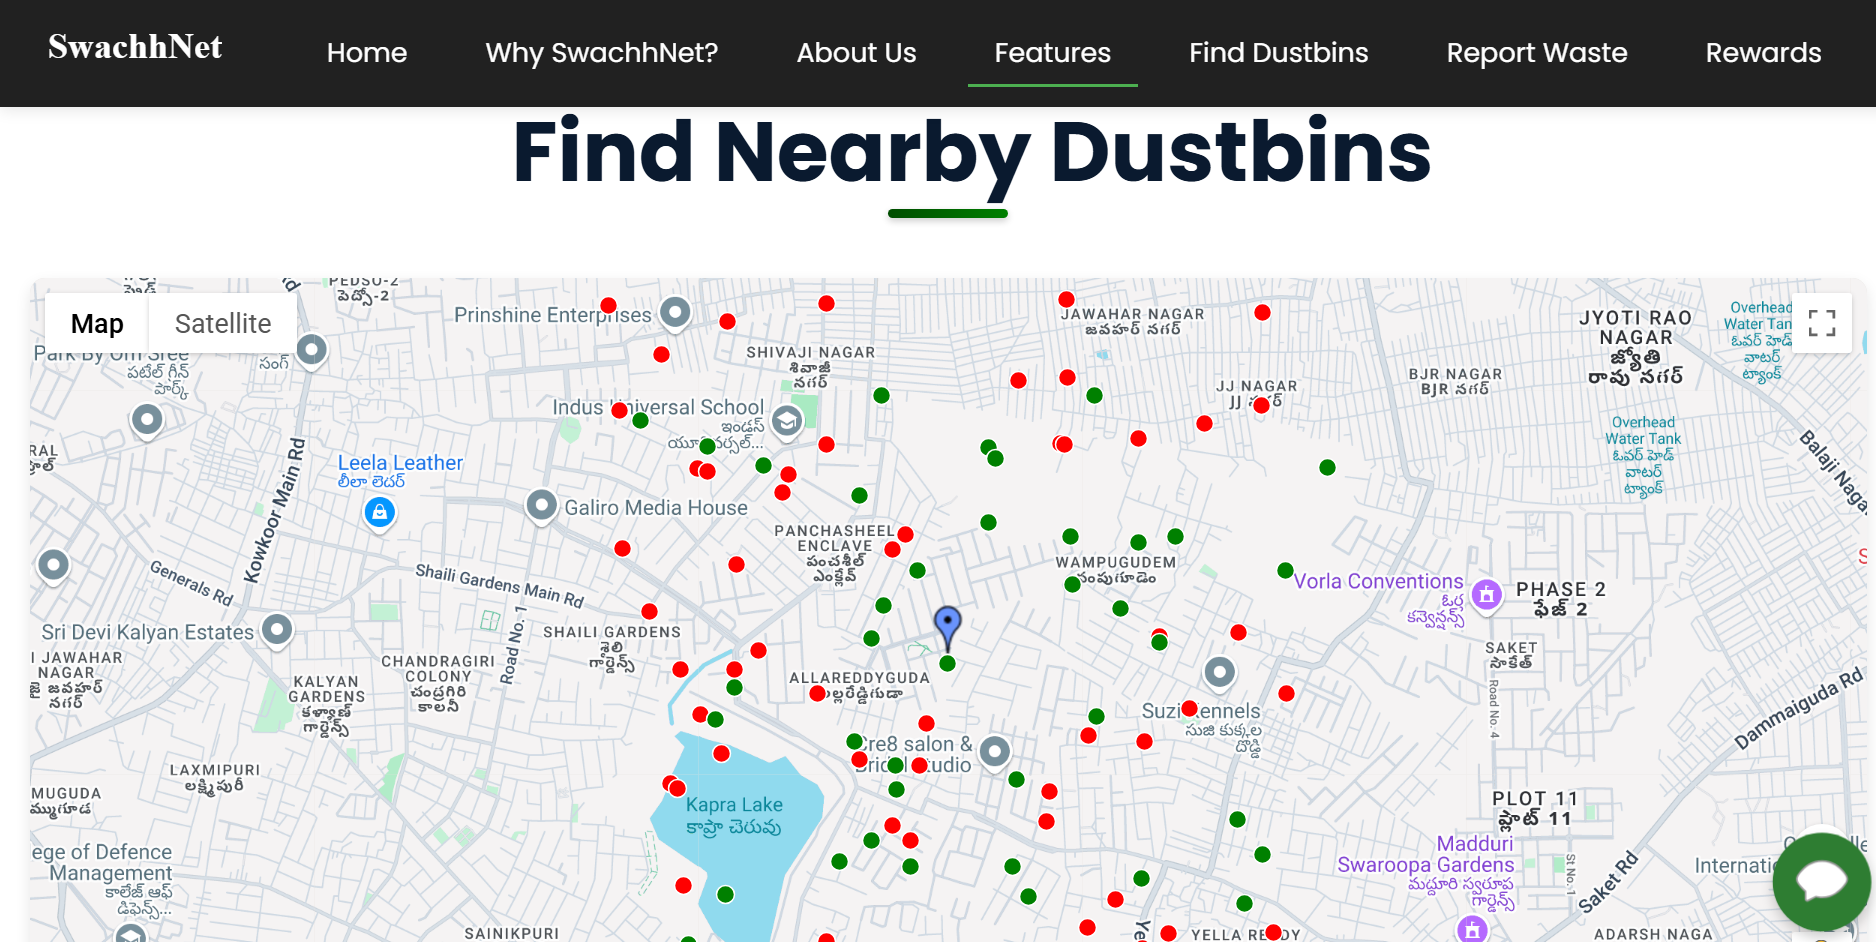 SwachhNet
Home
Why SwachhNet?
About Us
Features
Find Dustbins
Report Waste
Rewards
Find Nearby Dustbins
Map
Satellite
పెద్సో-2
Prinshine Enterprises
JAWAHAR NAGAR
జవహర్ నగర్
JYOTI RAO
NAGAR
జ్యోతి
రావు నగర్
Overhead
Water Tan
ఓవర్ హెడ్
వాటర్
ట్యాంక్
పటేల్ గ్రీన్
పార్క్
సంగ్
SHIVAJI NAGAR
శివాజీ
నగర్
JJ NAGAR
JJ నగర్
BJR NAGAR
BJR నగర్
Indus Universal School
ఇండస్
యూనివర్సల్...
Overhead
Water Tank
ఓవర్ హెడ్
వాటర్
ట్యాంక్
Balaji Naga
RAL
Leela Leather
లీలా లెదర్
Kowkoor Main Rd
Galiro Media House
PANCHASHEEL
ENCLAVE
పంచశీల్
ఎంక్లేవ్
WAMPUGUDEM
వంపుగూడెం
Generals Rd
Shaili Gardens Main Rd
Vorla Conventions
ఓర్ల
కన్వెన్షన్స్
PHASE 2
ఫేజ్ 2
Sri Devi Kalyan Estates
Road No. 1
SHAILI GARDENS
శైలి
గార్డెన్స్
SAKET
సాకేత్
I JAWAHAR
NAGAR
జవహర్
నగర్
CHANDRAGIRI
COLONY
చంద్రగిరి
కాలనీ
KALYAN
GARDENS
కళ్యాణ్
గార్డెన్స్
ALLAREDDYGUDA
అల్లారెడ్డిగుడా
Road No. 4
Dammaiguda Rd
Suzi Kennels
సుజి కుక్కల
దొడ్డి
Cre8 salon &
Bridal studio
LAXMIPURI
లక్ష్మిపురీ
MUGUDA
మ్ముగూడ
Kapra Lake
కాప్రా చెరువు
PLOT 11
ప్లాట్ 11
Madduri
Swaroopa Gardens
మద్దూరి స్వరూప
గార్డెన్స్
ege of Defence
Management
కాలేజ్ ఆఫ్
డిఫెన్స్...
St No. 1
Saket Rd
Internatio
SAINIKPURI
YELLA REDDY
ADARSH NAGA